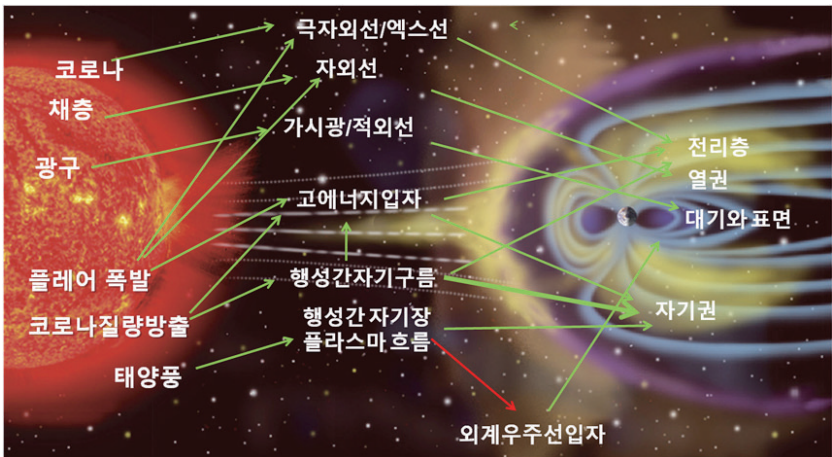 극자외선/엑스선
코로나
자외선
채층
가시광/적외선
광구
전리층
열권
고에너지입자
대기와 표면
플레어 폭발
행성간자기구름
코로나질량방출
행성간 자기장
플라스마 흐름
자기권
태양풍
외계우주선입자